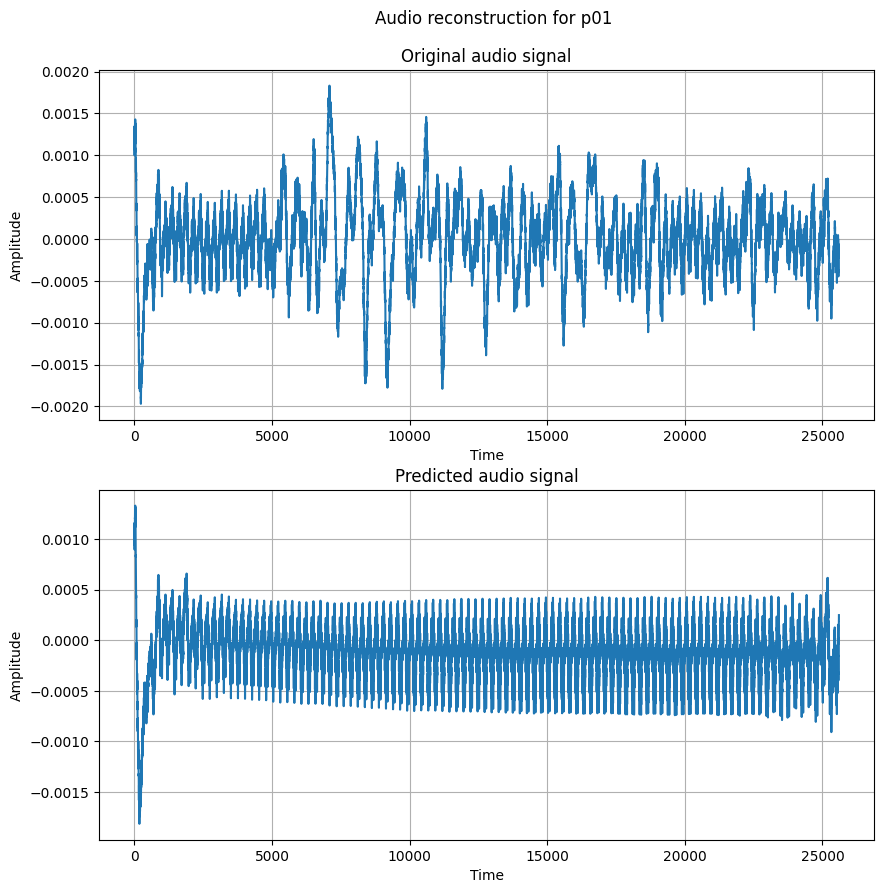 Audio reconstruction for p01
Original audio signal
0.0020
0.0015
0.0010
0.0005
0.0000
−0.0005
−0.0010
−0.0015
−0.0020
Amplitude
0 5000 10000 15000 20000 25000
Time
Predicted audio signal
0.0010
0.0005
0.0000
−0.0005
−0.0010
−0.0015
Amplitude
0 5000 10000 15000 20000 25000
Time